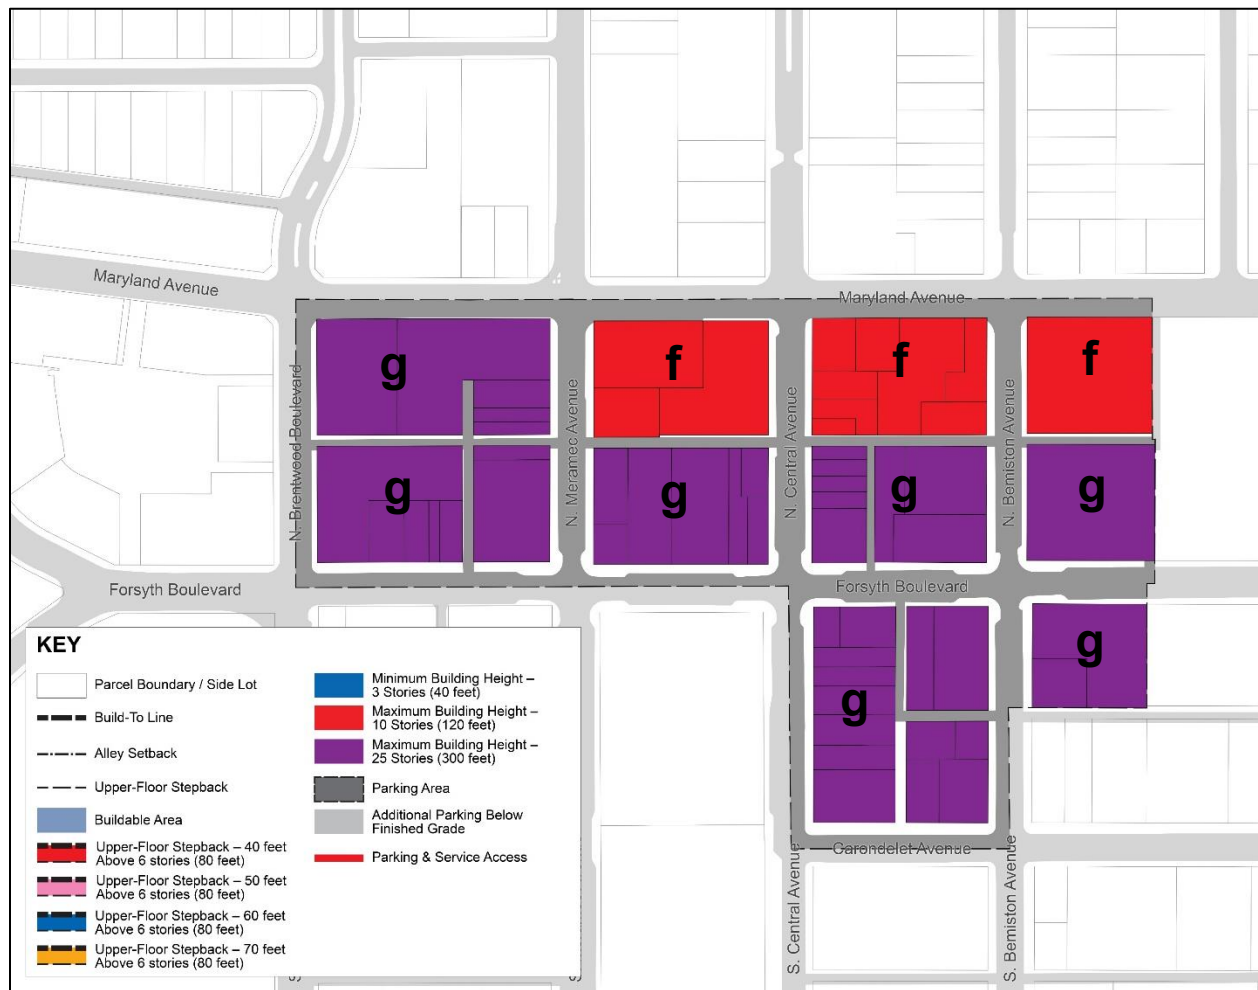 Maryland Avenue
Maryland Avenue
g
f
f
f
N. Brentwood Boulevard
N. Meramec Avenue
N. Central Avenue
N. Bemiston Avenue
g
g
g
g
Forsyth Boulevard
Forsyth Boulevard
g
g
Carondelet Avenue
S. Central Avenue
S. Bemiston Avenue
KEY
Parcel Boundary / Side Lot
Build-To Line
Alley Setback
Upper-Floor Stepback
Buildable Area
Upper-Floor Stepback – 40 feet
Above 6 stories (80 feet)
Upper-Floor Stepback – 50 feet
Above 6 stories (80 feet)
Upper-Floor Stepback – 60 feet
Above 6 stories (80 feet)
Upper-Floor Stepback – 70 feet
Above 6 stories (80 feet)
Minimum Building Height –
3 Stories (40 feet)
Maximum Building Height –
10 Stories (120 feet)
Maximum Building Height –
25 Stories (300 feet)
Parking Area
Additional Parking Below
Finished Grade
Parking & Service Access